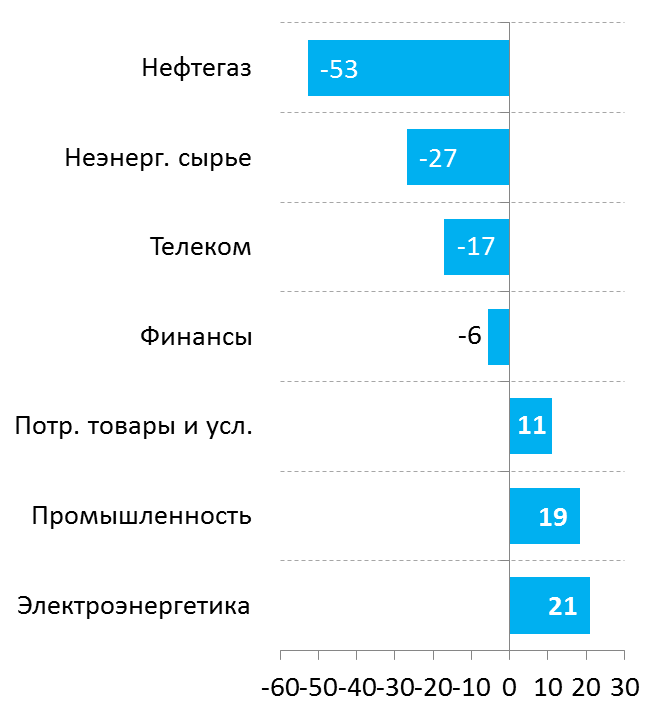 Нефтегаз -53
Неэнерг. сырье -27
Телеком -17
Финансы -6
Потр. товары и усл. 11
Промышленность 19
Электроэнергетика 21
-60 -50 -40 -30 -20 -10 0 10 20 30